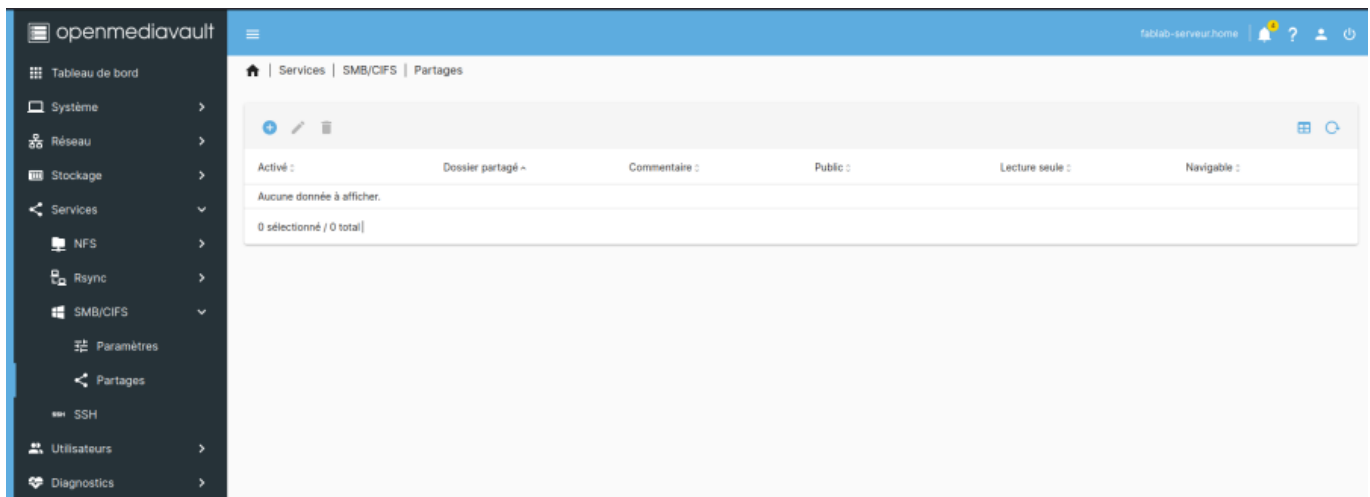 openmediavault
fablab-serveur.home
4
?
Tableau de bord
Système
Réseau
Stockage
Services
NFS
Rsync
SMB/CIFS
Paramètres
Partages
SSH
SSH
Utilisateurs
Diagnostics
| Services | SMB/CIFS | Partages
Activé Dossier partagé Commentaire Public Lecture seule Navigable
Aucune donnée à afficher.
0 sélectionné / 0 total